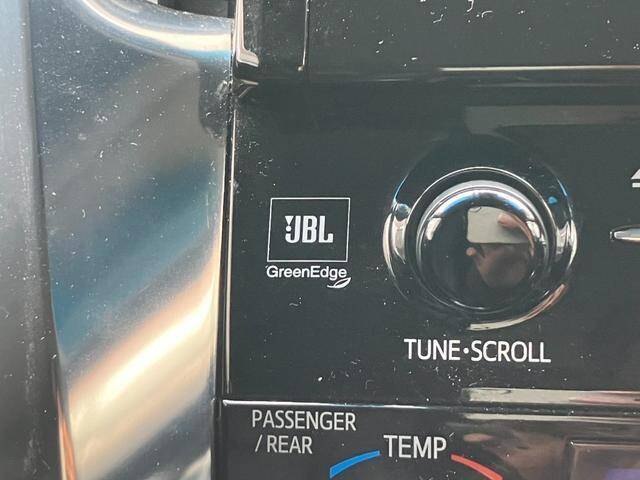 JBL
GreenEdge
TUNE·SCROLL
PASSENGER
/ REAR
TEMP